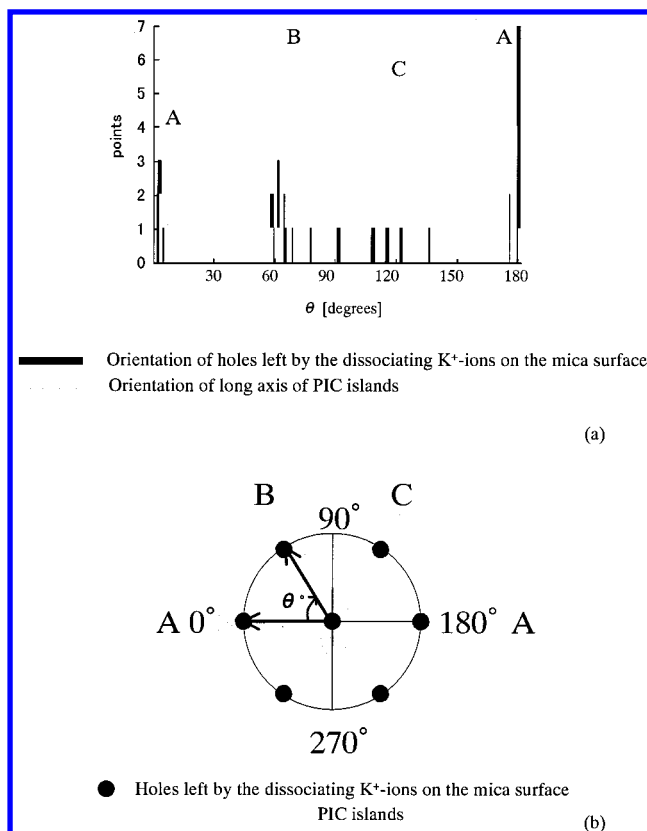 B
A
C
A
points
7
6
5
4
3
2
1
0
30 60 90 120 150 180
θ [degrees]
Orientation of holes left by the dissociating K⁺-ions on the mica surface
Orientation of long axis of PIC islands
(a)
B
C
90°
θ°
A 0°
180° A
270°
Holes left by the dissociating K⁺-ions on the mica surface
PIC islands
(b)